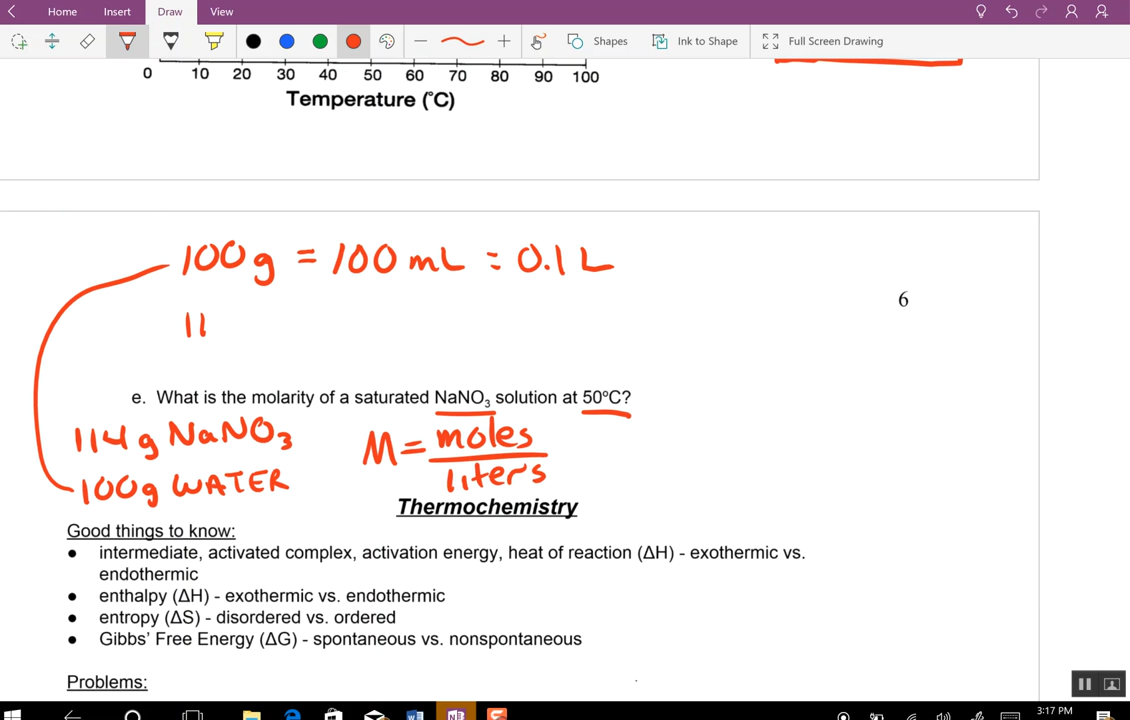 Home Insert Draw View
Shapes Ink to Shape Full Screen Drawing
0 10 20 30 40 50 60 70 80 90 100
Temperature (°C)
100g = 100 mL = 0.1 L
6
11
e. What is the molarity of a saturated NaNO₃ solution at 50°C?
114g NaNO₃
100g WATER
M = moles
liters
Thermochemistry
Good things to know:
● intermediate, activated complex, activation energy, heat of reaction (ΔH) - exothermic vs.
endothermic
● enthalpy (ΔH) - exothermic vs. endothermic
● entropy (ΔS) - disordered vs. ordered
● Gibbs' Free Energy (ΔG) - spontaneous vs. nonspontaneous
Problems:
3:17 PM